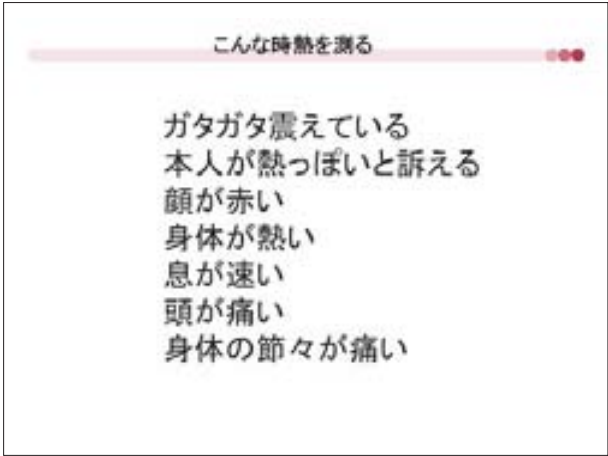 こんな時熱を測る
ガタガタ震えている
本人が熱っぽいと訴える
顔が赤い
身体が熱い
息が速い
頭が痛い
身体の節々が痛い